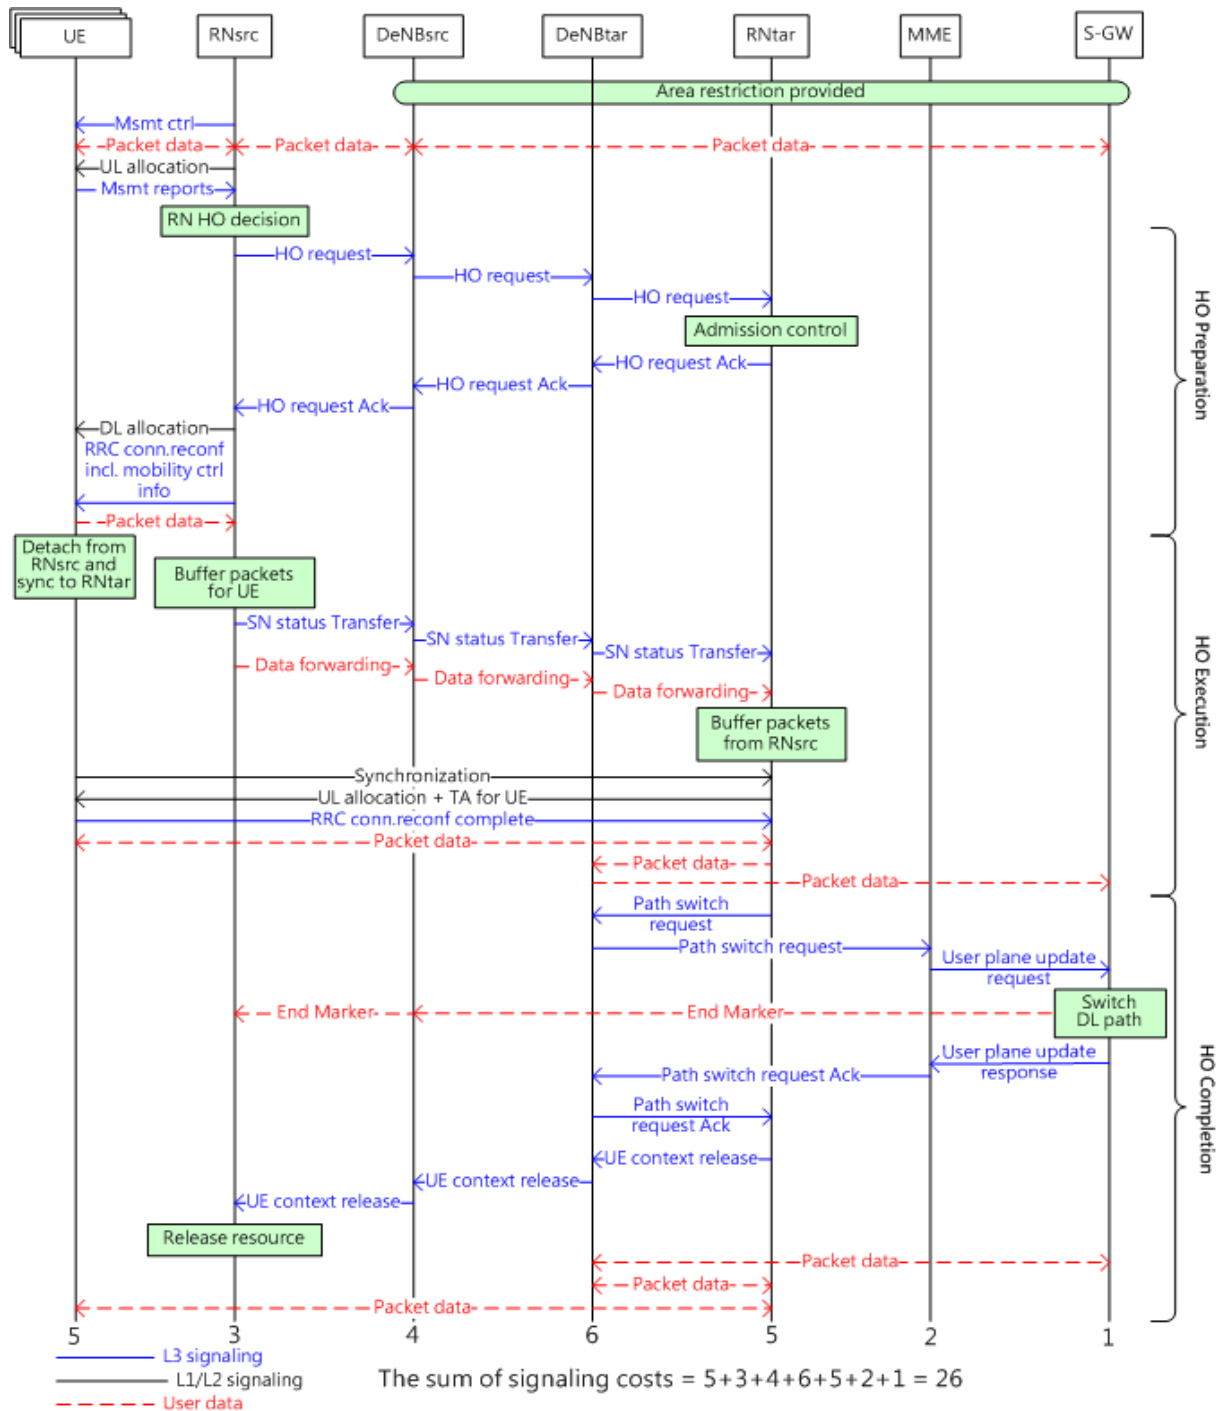 UE
RNsrc
DeNBsrc
DeNBtar
RNtar
MME
S-GW
Area restriction provided
Msmt ctrl
Packet data
Packet data
Packet data
UL allocation
Msmt reports
RN HO decision
HO request
HO request
HO request
Admission control
HO request Ack
HO request Ack
HO request Ack
DL allocation
RRC conn.reconf
incl. mobility ctrl
info
Packet data
HO Preparation
Detach from
RNsrc and
sync to RNtar
Buffer packets
for UE
SN status Transfer
SN status Transfer
SN status Transfer
Data forwarding
Data forwarding
Data forwarding
Buffer packets
from RNsrc
Synchronization
UL allocation + TA for UE
RRC conn.reconf complete
Packet data
Packet data
Packet data
HO Execution
Path switch
request
Path switch request
User plane update
request
Switch
DL path
End Marker
End Marker
User plane update
response
Path switch request Ack
Path switch
request Ack
UE context release
UE context release
UE context release
Release resource
Packet data
Packet data
Packet data
HO Completion
5 3 4 6 5 2 1
L3 signaling
L1/L2 signaling
User data
The sum of signaling costs = 5+3+4+6+5+2+1 = 26